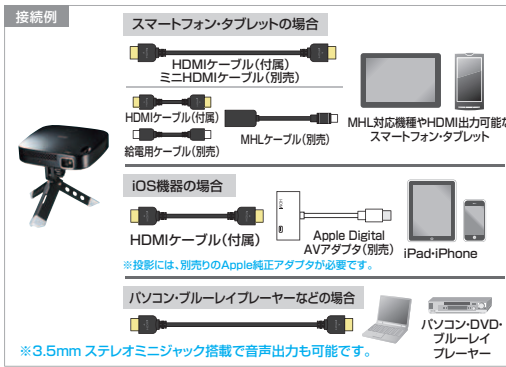 接続例
スマートフォン・タブレットの場合
HDMIケーブル(付属)
ミニHDMIケーブル(別売)
HDMIケーブル(付属)
給電用ケーブル(別売)
MHLケーブル(別売)
MHL対応機種やHDMI出力可能な
スマートフォン・タブレット
iOS機器の場合
HDMIケーブル(付属)
Apple Digital
AVアダプタ(別売)
iPad・iPhone
※投影には、別売りのApple純正アダプタが必要です。
パソコン・ブルーレイプレーヤーなどの場合
パソコン・DVD・
ブルーレイ
プレーヤー
※3.5mm ステレオミニジャック搭載で音声出力も可能です。